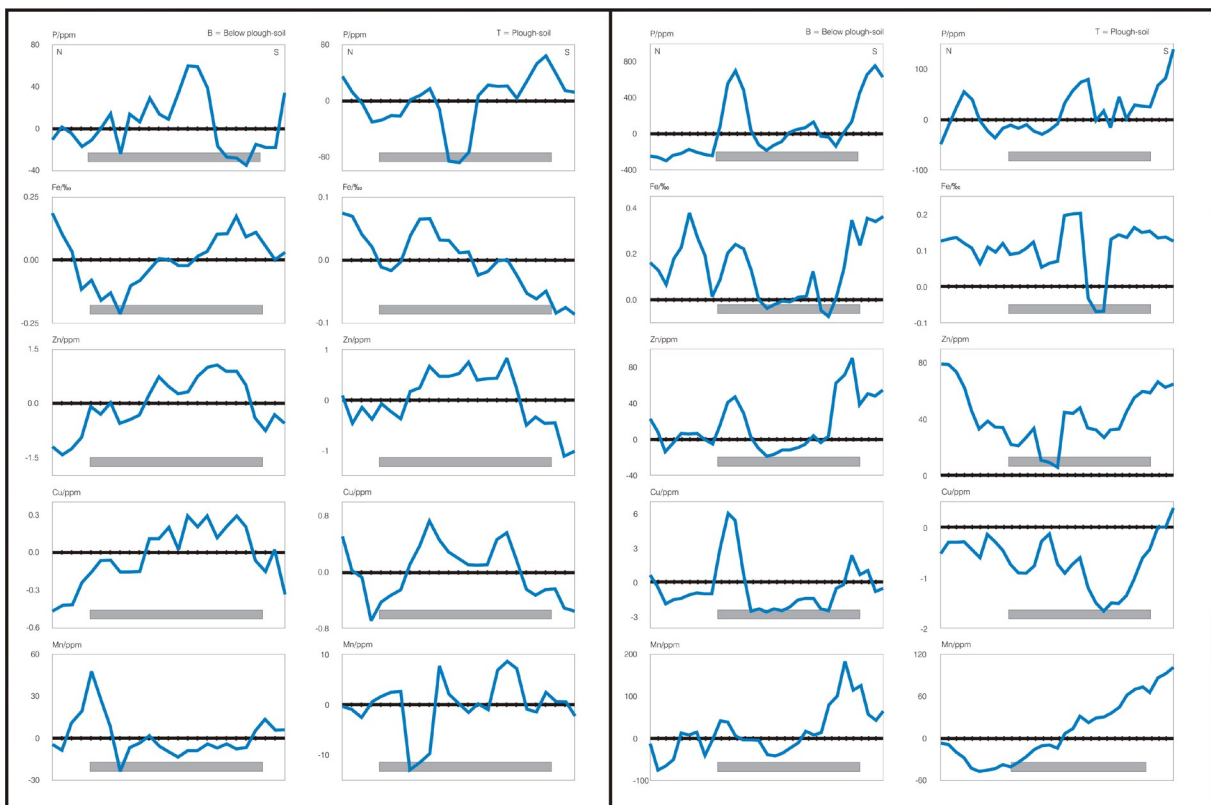 P/ppm
B = Below plough-soil
N
S
80
40
0
-40
-80
Fe/‰
0.25
0.00
-0.25
Zn/ppm
1.5
0.0
-1.5
Cu/ppm
0.3
0.0
-0.3
-0.6
Mn/ppm
60
30
0
-30
P/ppm
T = Plough-soil
N
S
80
0
-80
Fe/‰
0.1
0.0
-0.1
Zn/ppm
1
0
-1
Cu/ppm
0.8
0.0
-0.8
Mn/ppm
10
0
-10
P/ppm
B = Below plough-soil
N
S
800
400
0
-400
Fe/‰
0.4
0.2
0.0
Zn/ppm
80
40
0
-40
Cu/ppm
6
3
0
-3
Mn/ppm
200
100
0
-100
P/ppm
T = Plough-soil
N
S
100
0
-100
Fe/‰
0.2
0.1
0.0
-0.1
Zn/ppm
80
40
0
Cu/ppm
0
-1
-2
Mn/ppm
120
60
0
-60